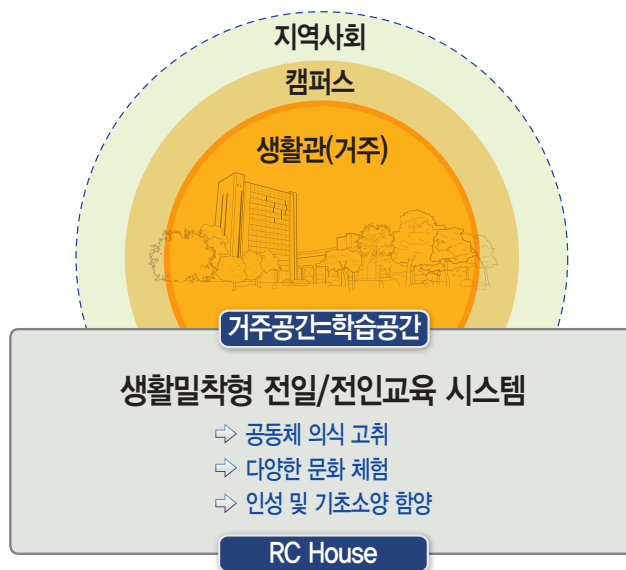 지역사회
캠퍼스
생활관(거주)
거주공간=학습공간
생활밀착형 전일/전인교육 시스템
⇨ 공동체 의식 고취
⇨ 다양한 문화 체험
⇨ 인성 및 기초소양 함양
RC House